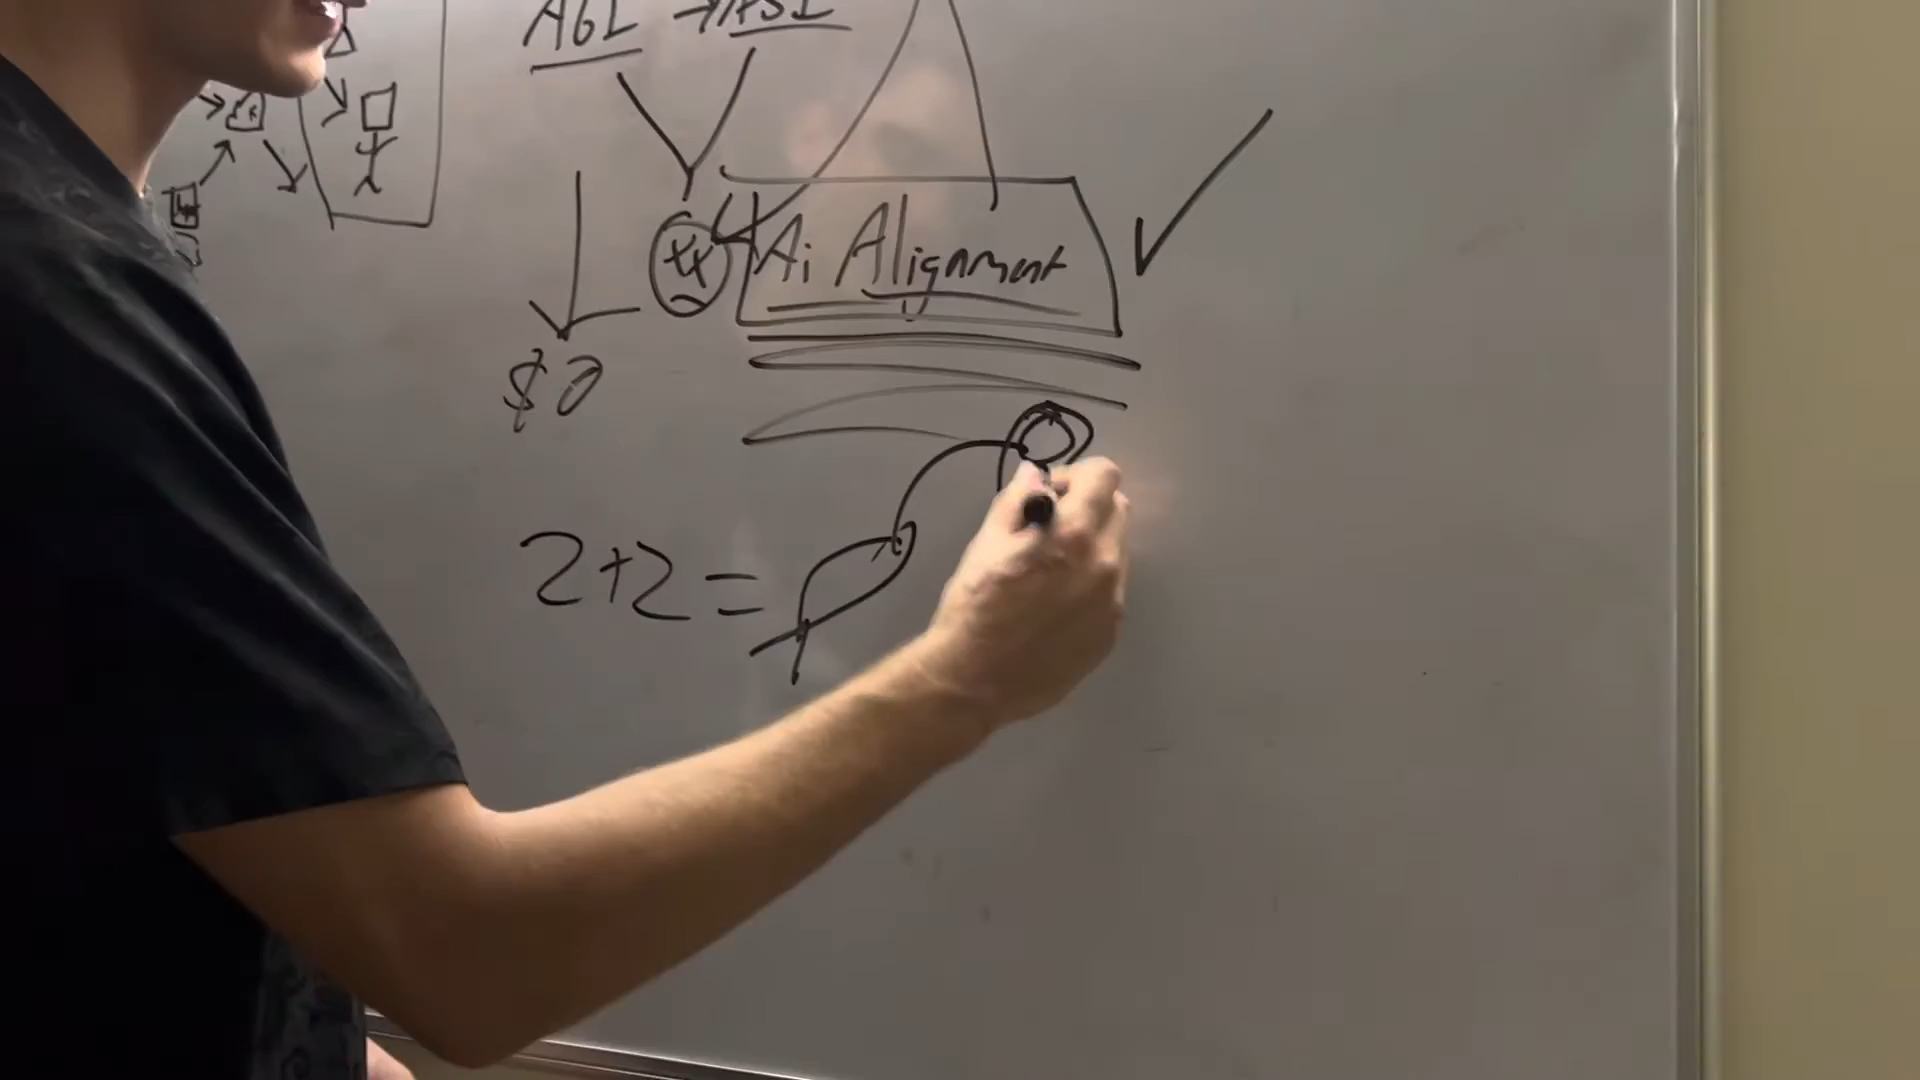 AGI → ASI
Ai Alignment
$0
2+2=